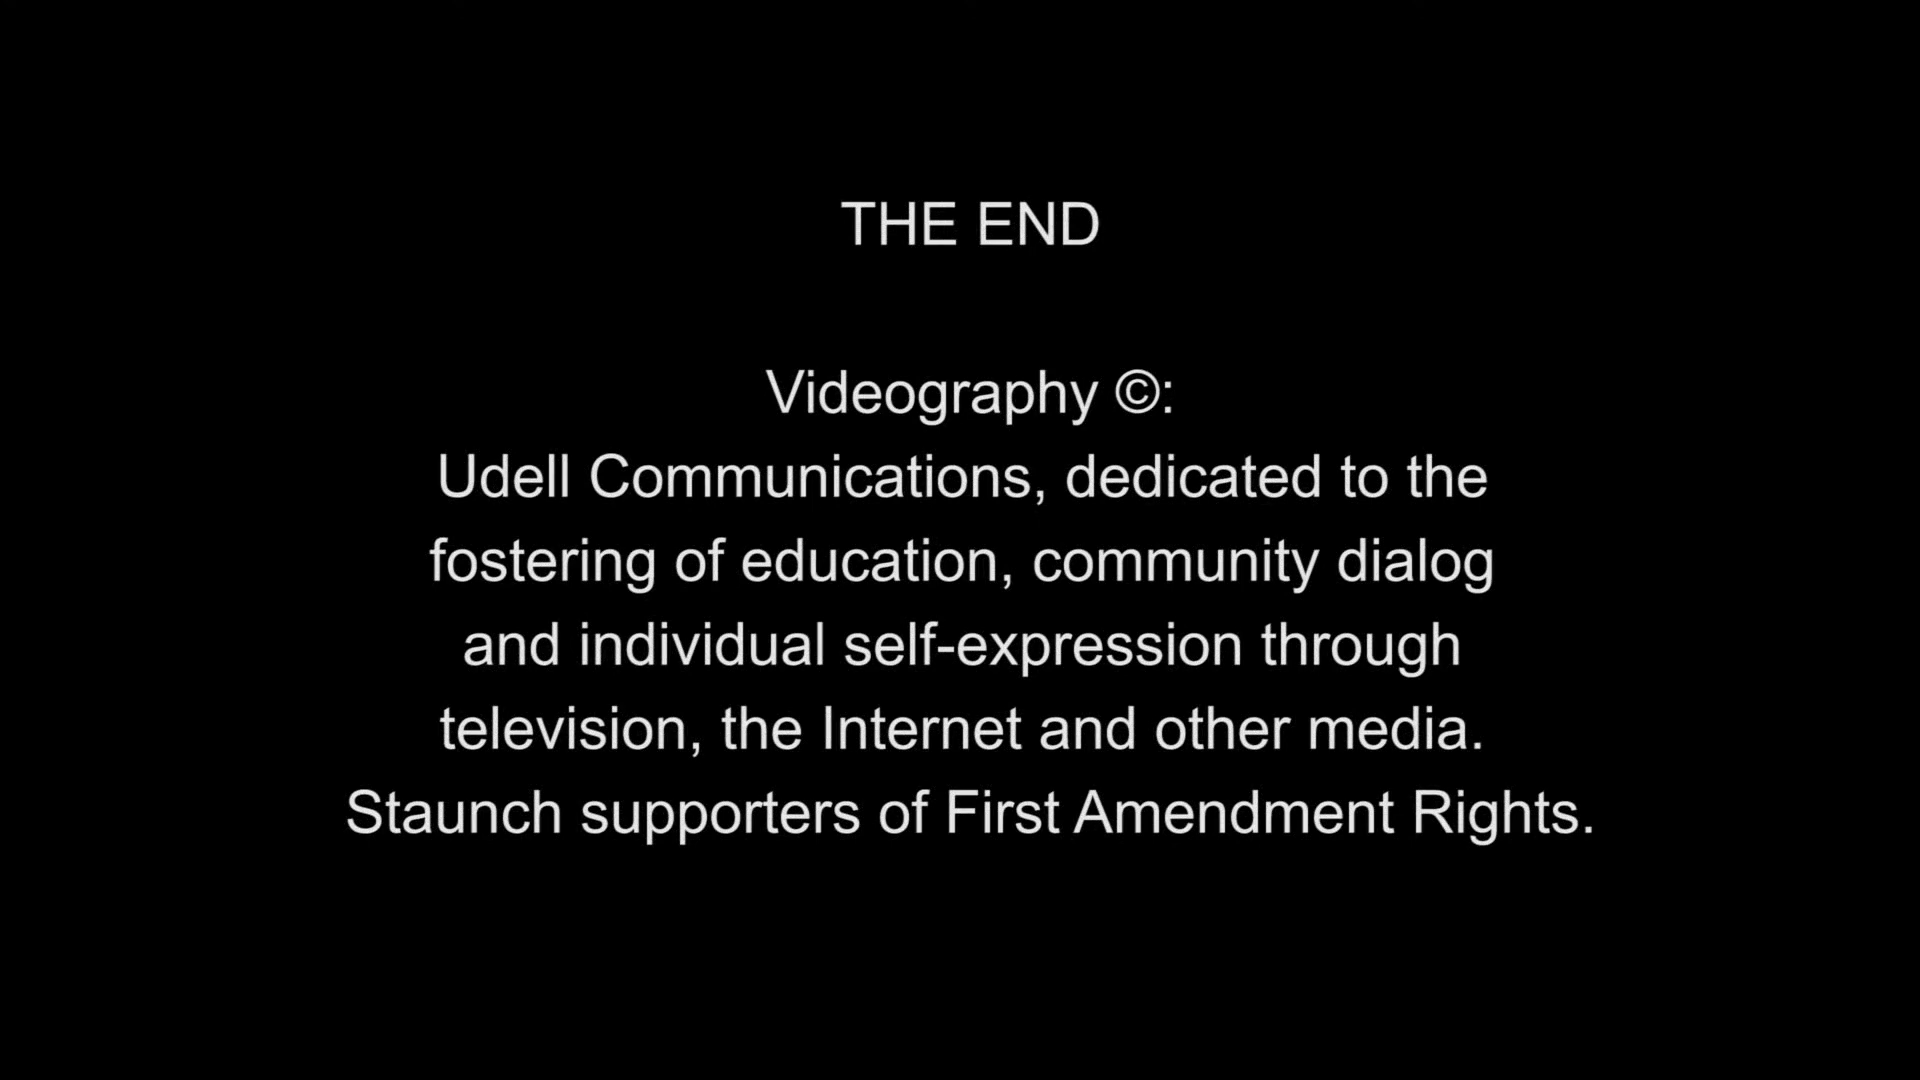 THE END
Videography ©:
Udell Communications, dedicated to the
fostering of education, community dialog
and individual self-expression through
television, the Internet and other media.
Staunch supporters of First Amendment Rights.